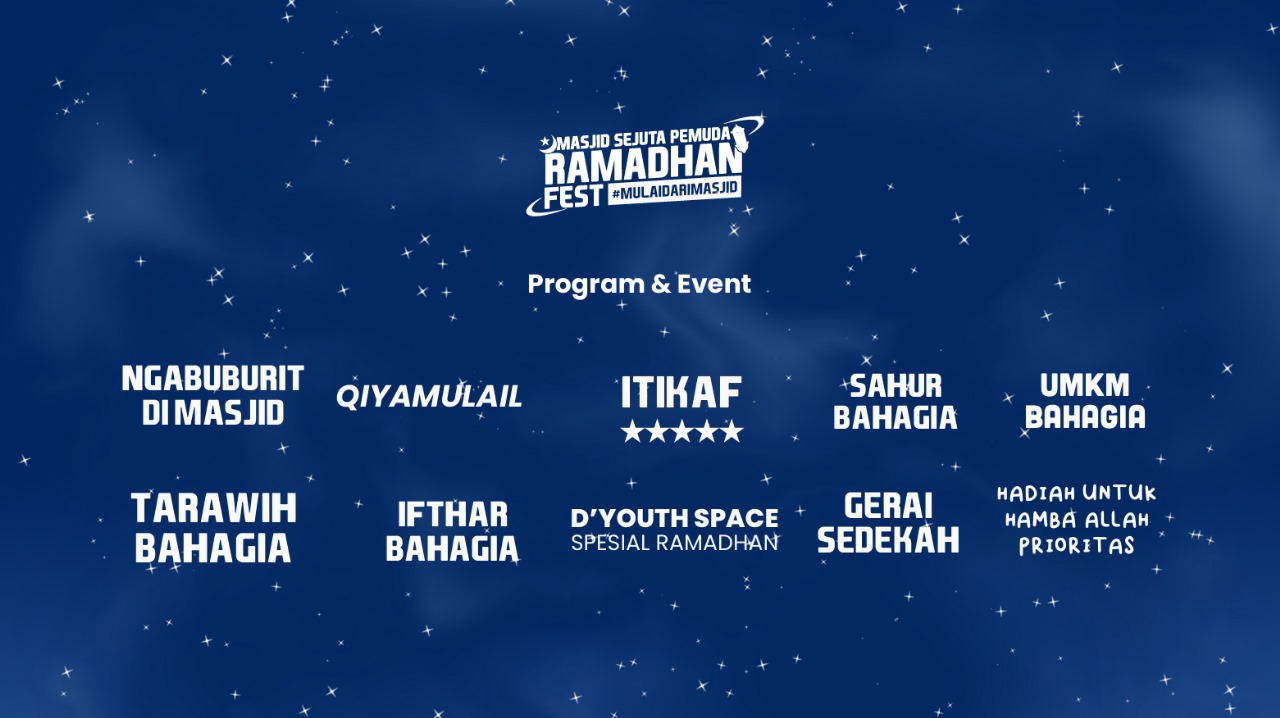 MASJID SEJUTA PEMUDA
RAMADHAN
FEST #MULAIDARIMASJID
Program & Event
NGABUBURIT
DI MASJID
QIYAMULAIL
ITIKAF
SAHUR
BAHAGIA
UMKM
BAHAGIA
TARAWIH
BAHAGIA
IFTHAR
BAHAGIA
D’YOUTH SPACE
SPESIAL RAMADHAN
GERAI
SEDEKAH
HADIAH UNTUK
HAMBA ALLAH
PRIORITAS